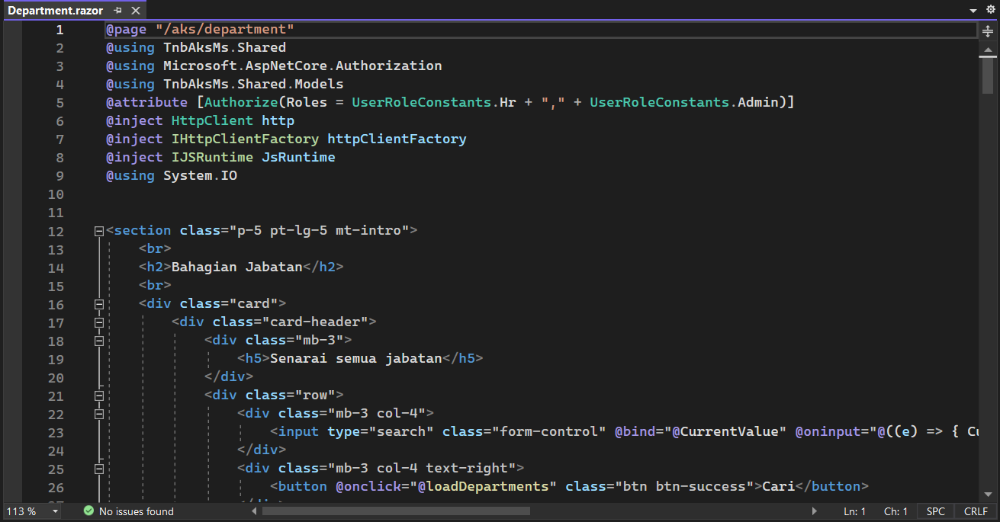 Department.razor
1 @page "/aks/department"
2 @using TnbAksMs.Shared
3 @using Microsoft.AspNetCore.Authorization
4 @using TnbAksMs.Shared.Models
5 @attribute [Authorize(Roles = UserRoleConstants.Hr + "," + UserRoleConstants.Admin)]
6 @inject HttpClient http
7 @inject IHttpClientFactory httpClientFactory
8 @inject IJSRuntime JsRuntime
9 @using System.IO
10
11
12 <section class="p-5 pt-lg-5 mt-intro">
13 <br>
14 <h2>Bahagian Jabatan</h2>
15 <br>
16 <div class="card">
17 <div class="card-header">
18 <div class="mb-3">
19 <h5>Senarai semua jabatan</h5>
20 </div>
21 <div class="row">
22 <div class="mb-3 col-4">
23 <input type="search" class="form-control" @bind="@CurrentValue" @oninput="@((e) => {
24 </div>
25 <div class="mb-3 col-4 text-right">
26 <button @onclick="@loadDepartments" class="btn btn-success">Cari</button>
113 % No issues found Ln: 1 Ch: 1 SPC CRLF